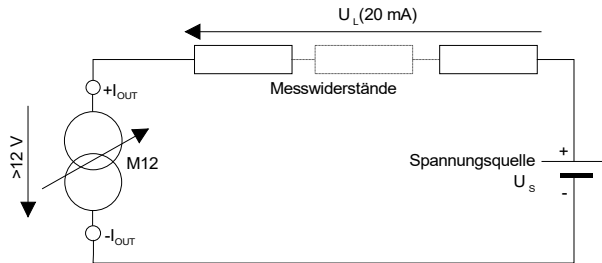 U_L(20 mA)
+I_OUT
Messwiderstände
>12 V
M12
Spannungsquelle
U_S
+
-
-I_OUT